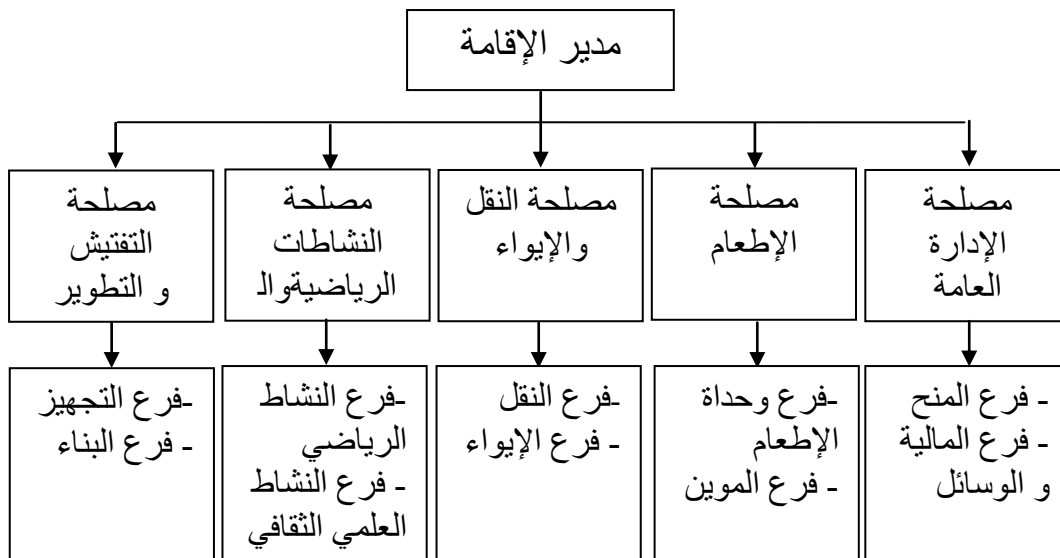 مدير الإقامة
مصلحة
الإدارة
العامة
مصلحة
الإطعام
مصلحة النقل
والإيواء
مصلحة
النشاطات
الرياضيةوالـ
مصلحة
التفتيش
و التطوير
- فرع المنح
- فرع المالية
و الوسائل
-فرع وحداة
الإطعام
- فرع الموين
-فرع النقل
- فرع الإيواء
-فرع النشاط
الرياضي
- فرع النشاط
العلمي الثقافي
-فرع التجهيز
- فرع البناء